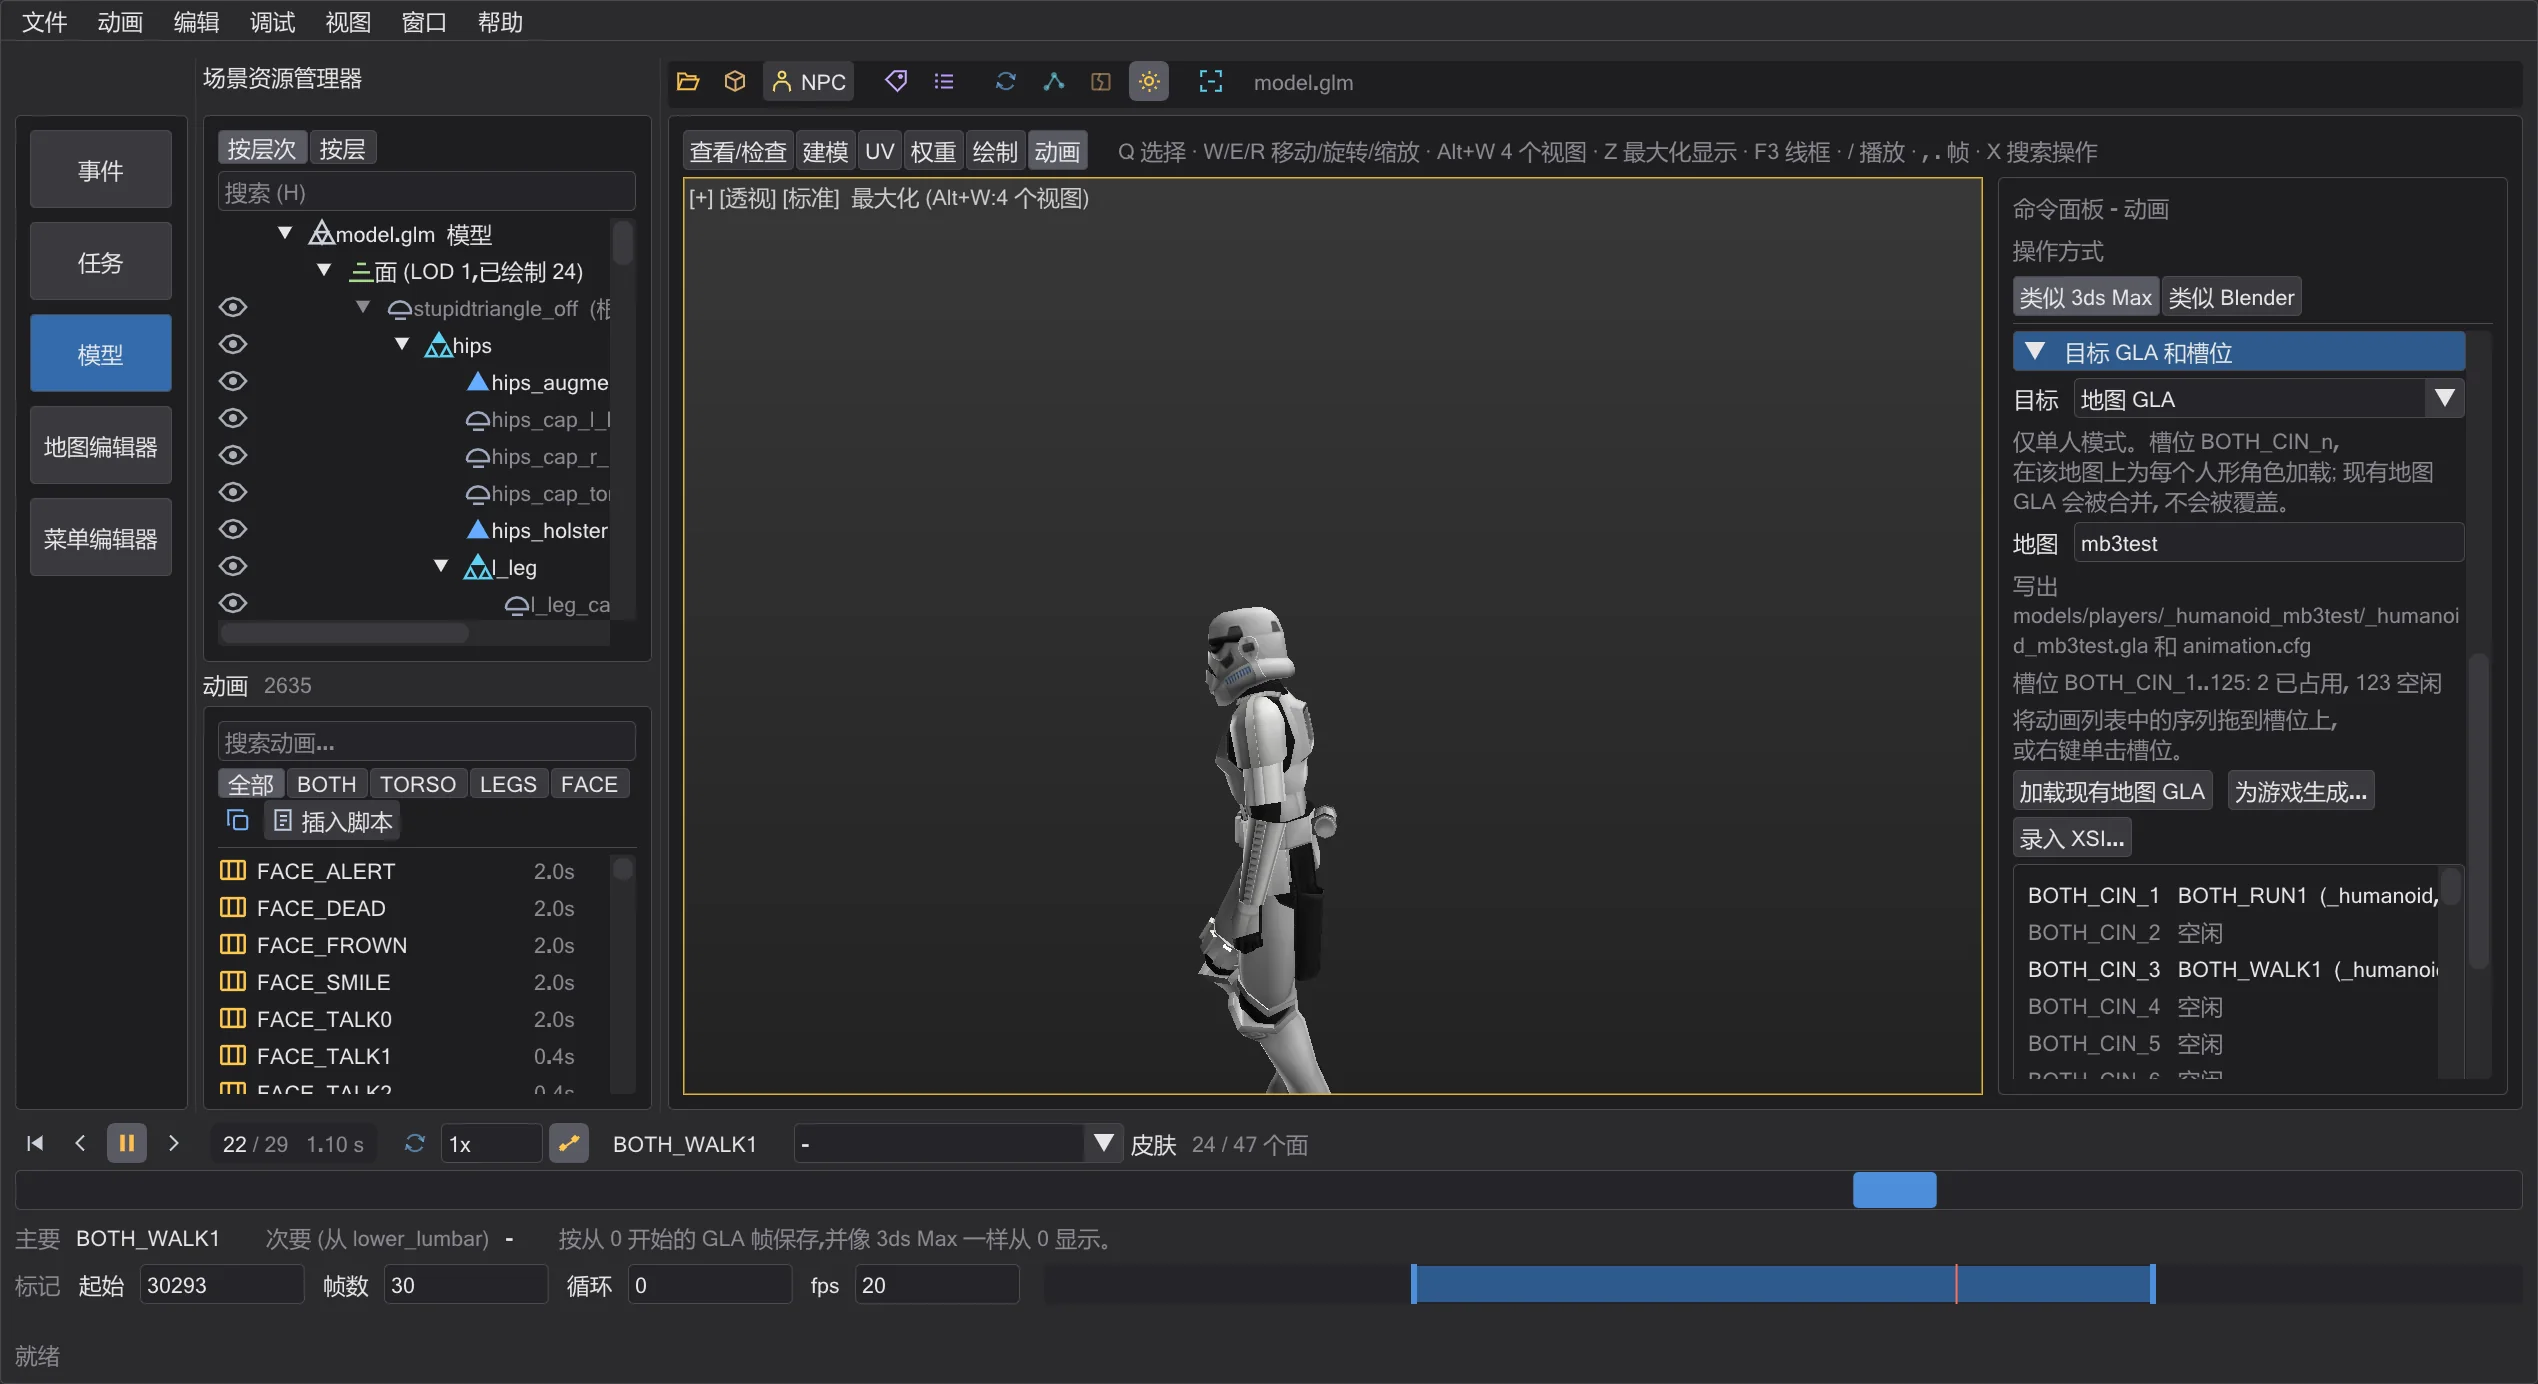 文件 动画 编辑 调试 视图 窗口 帮助
场景资源管理器
NPC
model.glm
事件
任务
模型
地图编辑器
菜单编辑器
按层次 按层
搜索 (H)
model.glm 模型
面 (LOD 1,已绘制 24)
stupidtriangle_off (根
hips
hips_augme
hips_cap_l_l
hips_cap_r_
hips_cap_tor
hips_holster
l_leg
l_leg_ca
动画 2635
搜索动画...
全部 BOTH TORSO LEGS FACE
插入脚本
FACE_ALERT 2.0s
FACE_DEAD 2.0s
FACE_FROWN 2.0s
FACE_SMILE 2.0s
FACE_TALK0 2.0s
FACE_TALK1 0.4s
FACE_TALK2 0.4s
查看/检查 建模 UV 权重 绘制 动画
Q 选择 · W/E/R 移动/旋转/缩放 · Alt+W 4 个视图 · Z 最大化显示 · F3 线框 · / 播放 · , . 帧 · X 搜索操作
[+] [透视] [标准] 最大化 (Alt+W:4 个视图)
命令面板 - 动画
操作方式
类似 3ds Max 类似 Blender
目标 GLA 和槽位
目标 地图 GLA
仅单人模式。槽位 BOTH_CIN_n,
在该地图上为每个人形角色加载; 现有地图
GLA 会被合并, 不会被覆盖。
地图 mb3test
写出
models/players/_humanoid_mb3test/_humanoi
d_mb3test.gla 和 animation.cfg
槽位 BOTH_CIN_1..125: 2 已占用, 123 空闲
将动画列表中的序列拖到槽位上,
或右键单击槽位。
加载现有地图 GLA 为游戏生成...
录入 XSI...
BOTH_CIN_1 BOTH_RUN1 (_humanoid,
BOTH_CIN_2 空闲
BOTH_CIN_3 BOTH_WALK1 (_humanoi
BOTH_CIN_4 空闲
BOTH_CIN_5 空闲
BOTH_CIN_6 空闲
22 / 29 1.10 s 1x BOTH_WALK1 - 皮肤 24 / 47 个面
主要 BOTH_WALK1 次要 (从 lower_lumbar) - 按从 0 开始的 GLA 帧保存,并像 3ds Max 一样从 0 显示。
标记 起始 30293 帧数 30 循环 0 fps 20
就绪